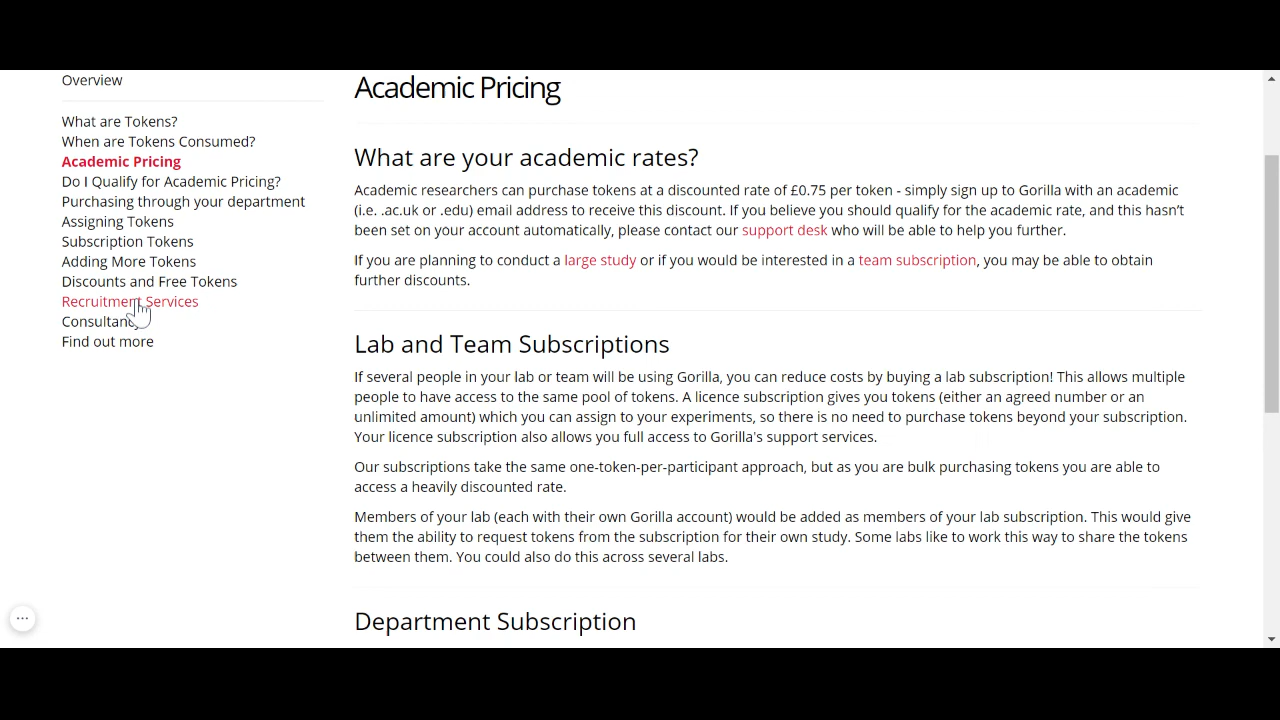 Overview
What are Tokens?
When are Tokens Consumed?
Academic Pricing
Do I Qualify for Academic Pricing?
Purchasing through your department
Assigning Tokens
Subscription Tokens
Adding More Tokens
Discounts and Free Tokens
Recruitment Services
Consultancy
Find out more
Academic Pricing
What are your academic rates?
Academic researchers can purchase tokens at a discounted rate of £0.75 per token - simply sign up to Gorilla with an academic
(i.e. .ac.uk or .edu) email address to receive this discount. If you believe you should qualify for the academic rate, and this hasn't
been set on your account automatically, please contact our support desk who will be able to help you further.
If you are planning to conduct a large study or if you would be interested in a team subscription, you may be able to obtain
further discounts.
Lab and Team Subscriptions
If several people in your lab or team will be using Gorilla, you can reduce costs by buying a lab subscription! This allows multiple
people to have access to the same pool of tokens. A licence subscription gives you tokens (either an agreed number or an
unlimited amount) which you can assign to your experiments, so there is no need to purchase tokens beyond your subscription.
Your licence subscription also allows you full access to Gorilla's support services.
Our subscriptions take the same one-token-per-participant approach, but as you are bulk purchasing tokens you are able to
access a heavily discounted rate.
Members of your lab (each with their own Gorilla account) would be added as members of your lab subscription. This would give
them the ability to request tokens from the subscription for their own study. Some labs like to work this way to share the tokens
between them. You could also do this across several labs.
Department Subscription